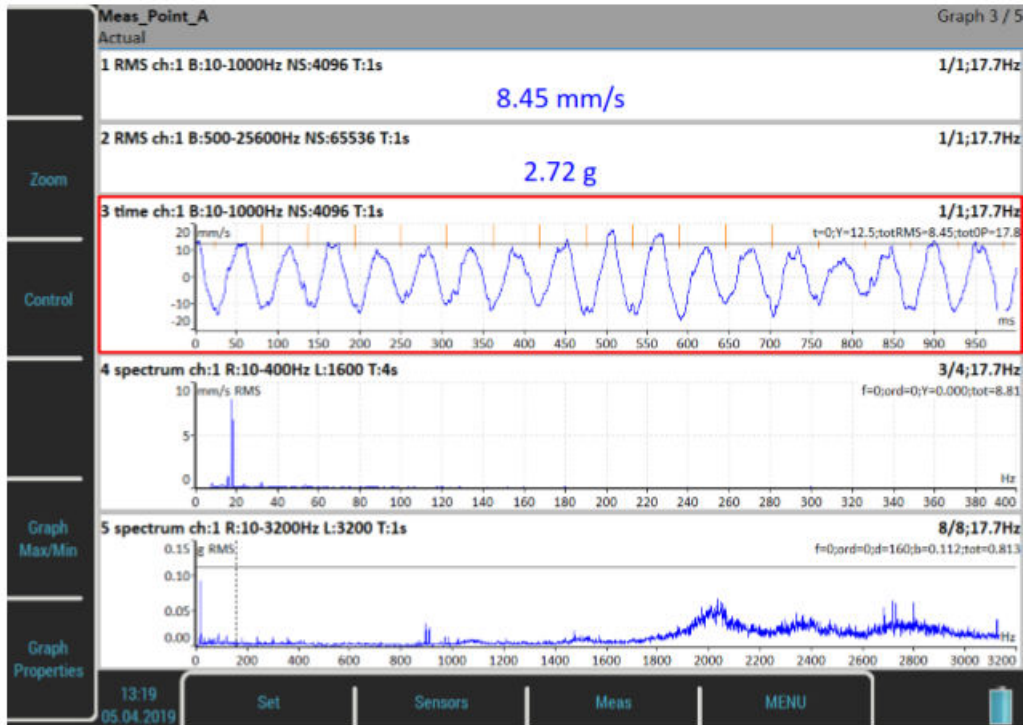 Meas_Point_A
Graph 3 / 5
Actual
1 RMS ch:1 B:10-1000Hz NS:4096 T:1s
1/1;17.7Hz
8.45 mm/s
2 RMS ch:1 B:500-25600Hz NS:65536 T:1s
1/1;17.7Hz
Zoom
2.72 g
3 time ch:1 B:10-1000Hz NS:4096 T:1s
1/1;17.7Hz
20 mm/s
t=0;Y=12.5;totRMS=8.45;tot0P=17.8
10
0
Control
-10
-20
ms
0 50 100 150 200 250 300 350 400 450 500 550 600 650 700 750 800 850 900 950
4 spectrum ch:1 R:10-400Hz L:1600 T:4s
3/4;17.7Hz
10 mm/s RMS
f=0;ord=0;Y=0.000;tot=8.81
5
0
Hz
0 20 40 60 80 100 120 140 160 180 200 220 240 260 280 300 320 340 360 380 400
Graph
Max/Min
5 spectrum ch:1 R:10-3200Hz L:3200 T:1s
8/8;17.7Hz
0.15 g RMS
f=0;ord=0;d=160;b=0.112;tot=0.813
0.10
0.05
0.00
Hz
0 200 400 600 800 1000 1200 1400 1600 1800 2000 2200 2400 2600 2800 3000 3200
Graph
Properties
13:19
05.04.2019
Set
Sensors
Meas
MENU